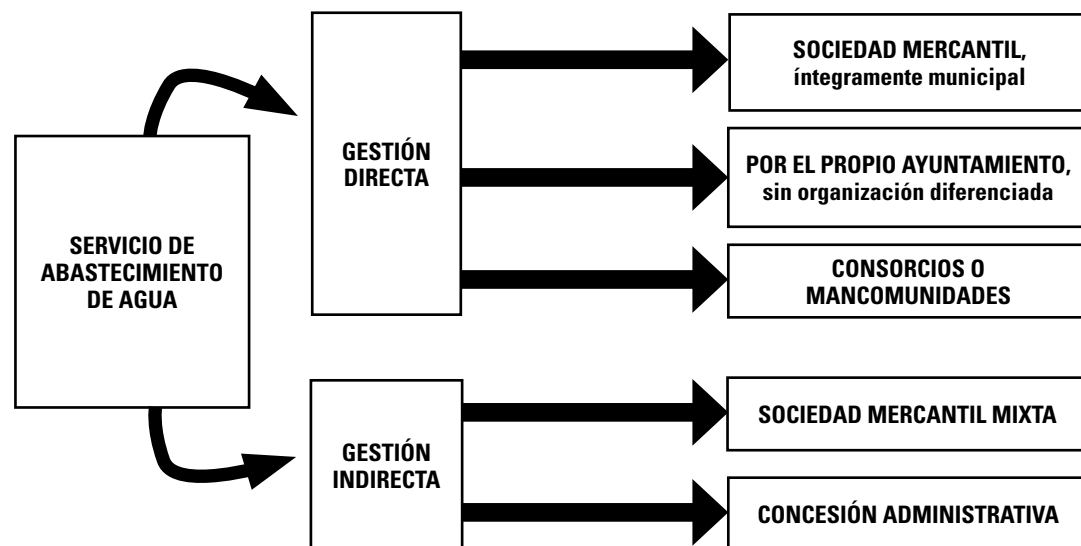 SERVICIO DE
ABASTECIMIENTO
DE AGUA
GESTIÓN
DIRECTA
SOCIEDAD MERCANTIL,
íntegramente municipal
POR EL PROPIO AYUNTAMIENTO,
sin organización diferenciada
CONSORCIOS O
MANCOMUNIDADES
GESTIÓN
INDIRECTA
SOCIEDAD MERCANTIL MIXTA
CONCESIÓN ADMINISTRATIVA